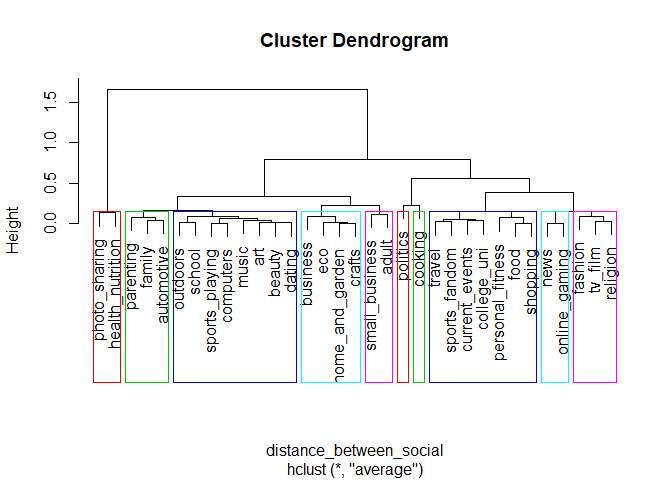 Cluster Dendrogram
Height
0.0
0.5
1.0
1.5
photo_sharing
health_nutrition
parenting
family
automotive
outdoors
school
sports_playing
computers
music
art
beauty
dating
business
eco
home_and_garden
crafts
small_business
adult
politics
cooking
travel
sports_fandom
current_events
college_uni
personal_fitness
food
shopping
news
online_gaming
fashion
tv_film
religion
distance_between_social
hclust (*, "average")